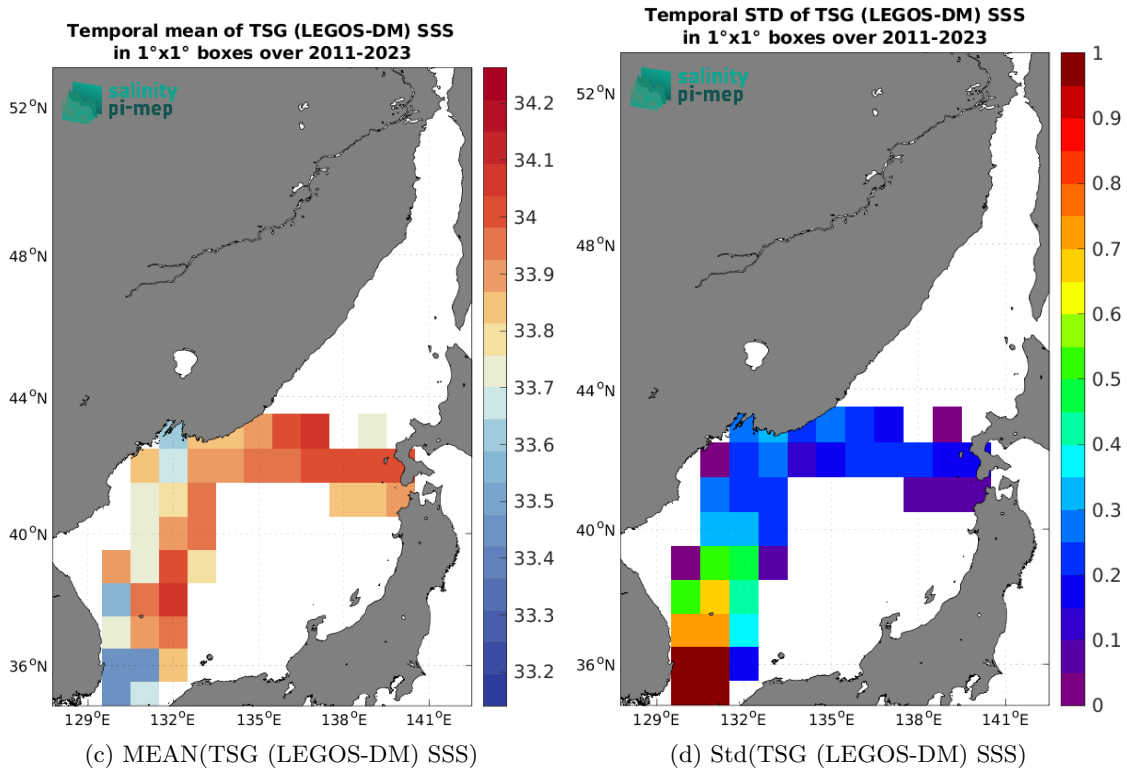 Temporal mean of TSG (LEGOS-DM) SSS
in 1°x1° boxes over 2011-2023
salinity
pi-mep
52°N
48°N
44°N
40°N
36°N
129°E
132°E
135°E
138°E
141°E
34.2
34.1
34
33.9
33.8
33.7
33.6
33.5
33.4
33.3
33.2
(c) MEAN(TSG (LEGOS-DM) SSS)
Temporal STD of TSG (LEGOS-DM) SSS
in 1°x1° boxes over 2011-2023
salinity
pi-mep
52°N
48°N
44°N
40°N
36°N
129°E
132°E
135°E
138°E
141°E
1
0.9
0.8
0.7
0.6
0.5
0.4
0.3
0.2
0.1
0
(d) Std(TSG (LEGOS-DM) SSS)